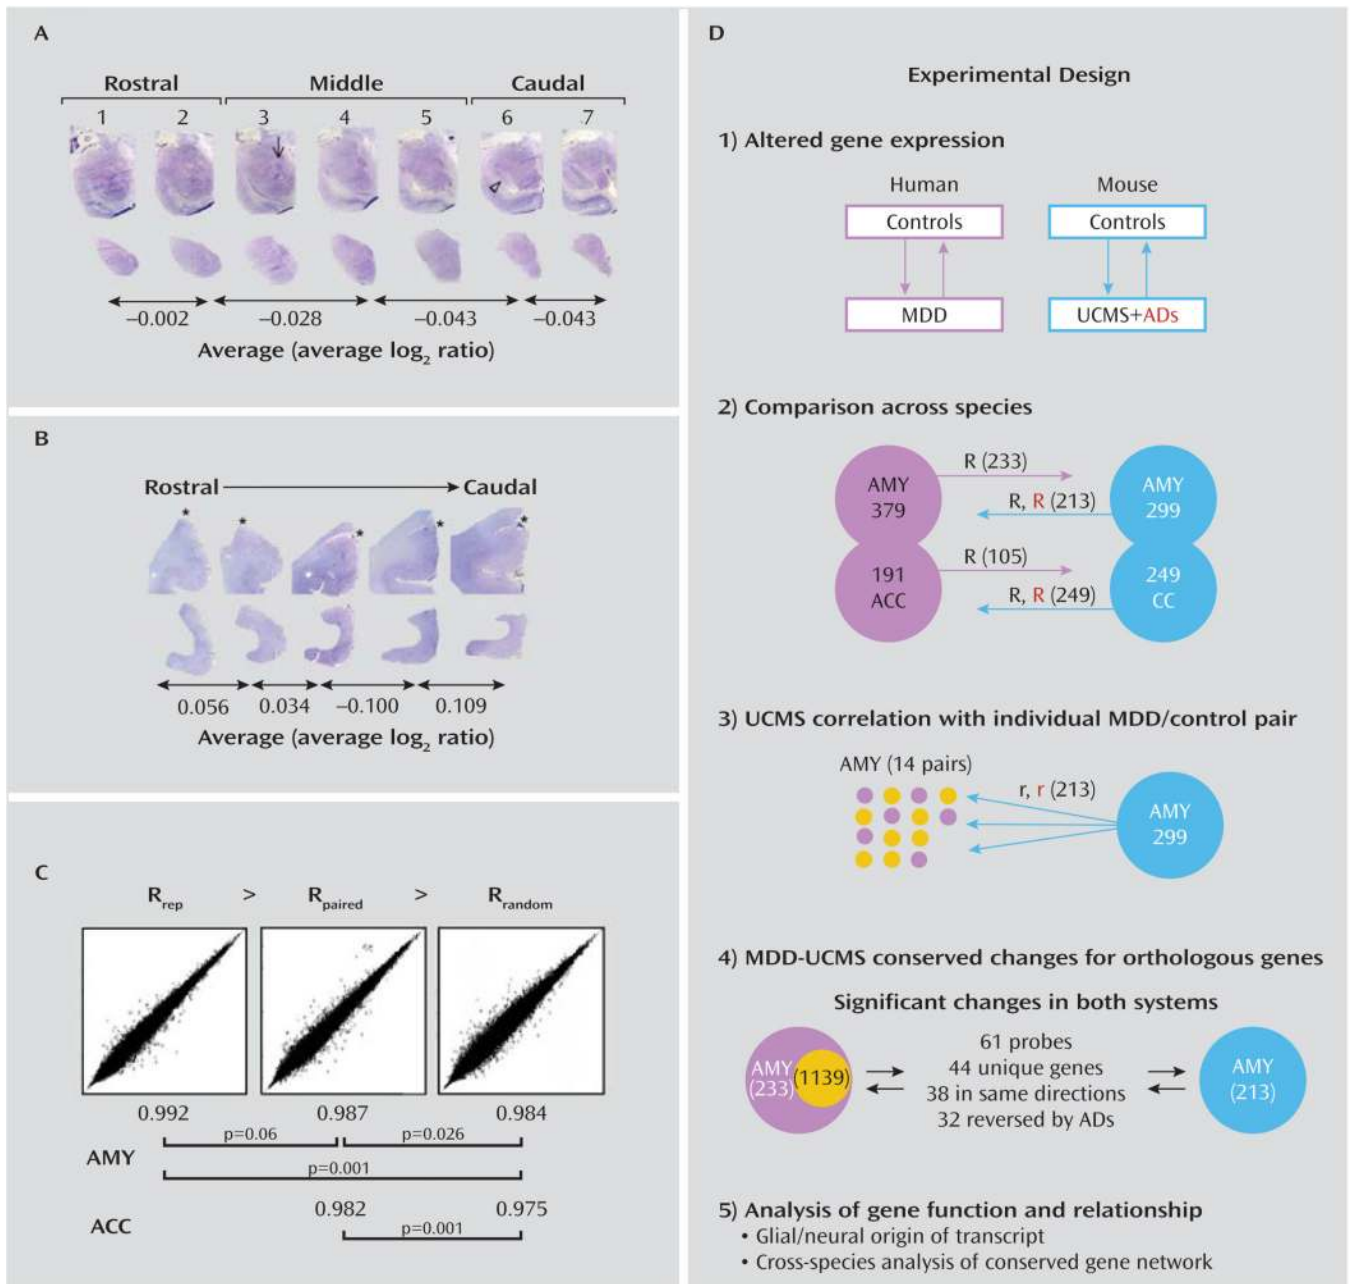 A
Rostral Middle Caudal
1 2 3 4 5 6 7
−0.002 −0.028 −0.043 −0.043
Average (average log2 ratio)
B
Rostral Caudal
* * * * *
0.056 0.034 −0.100 0.109
Average (average log2 ratio)
C
Rrep > Rpaired > Rrandom
0.992 0.987 0.984
p=0.06 p=0.026
AMY
p=0.001
0.982 0.975
ACC
p=0.001
D
Experimental Design
1) Altered gene expression
Human Mouse
Controls Controls
MDD UCMS+ADs
2) Comparison across species
R (233)
AMY AMY
379 299
R, R (213)
R (105)
191 249
ACC CC
R, R (249)
3) UCMS correlation with individual MDD/control pair
AMY (14 pairs)
r, r (213)
AMY
299
4) MDD-UCMS conserved changes for orthologous genes
Significant changes in both systems
61 probes
44 unique genes
38 in same directions
32 reversed by ADs
AMY
(233)
(1139)
AMY
(213)
5) Analysis of gene function and relationship
• Glial/neural origin of transcript
• Cross-species analysis of conserved gene network